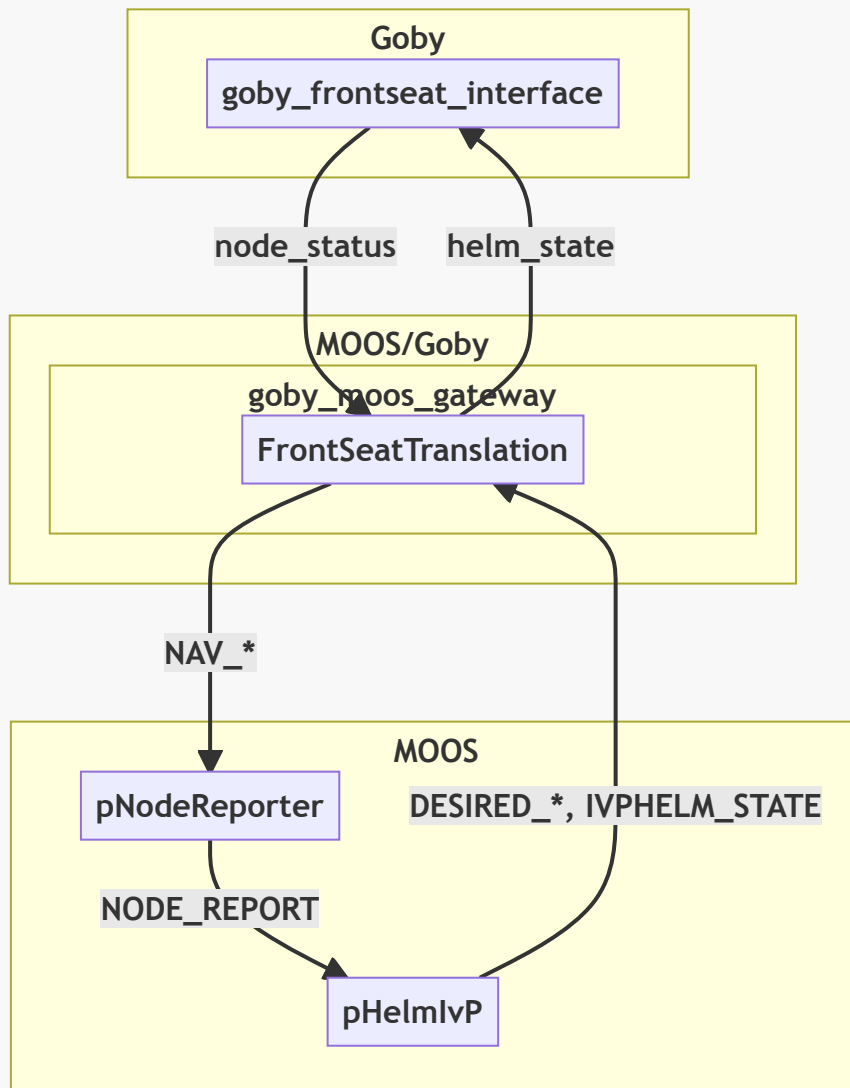 Goby
goby_frontseat_interface
node_status
helm_state
MOOS/Goby
goby_moos_gateway
FrontSeatTranslation
NAV_*
MOOS
pNodeReporter
DESIRED_*, IVPHELM_STATE
NODE_REPORT
pHelmIvP